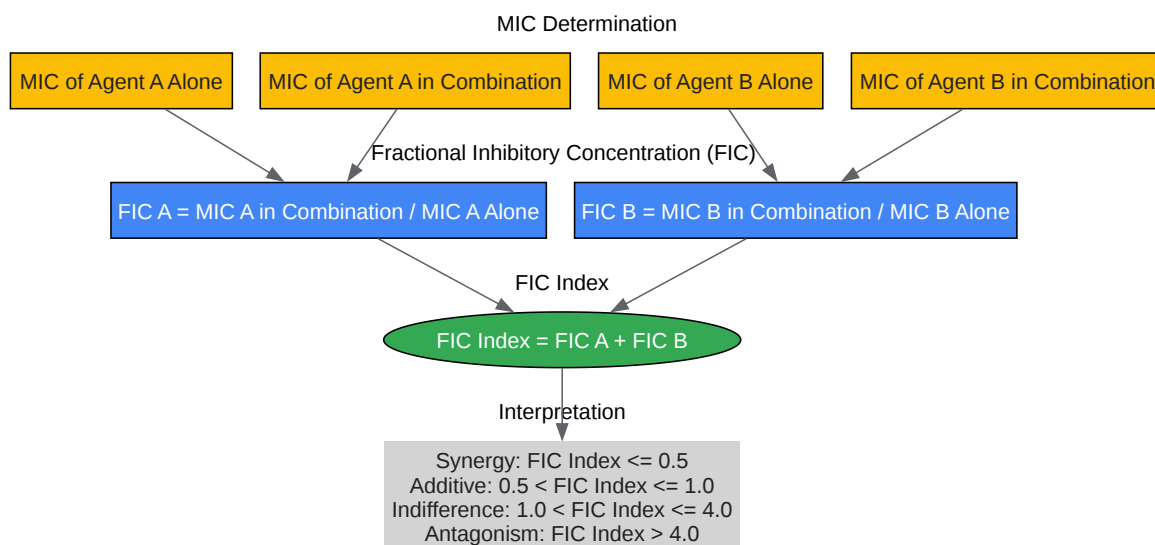 MIC Determination
MIC of Agent A Alone
MIC of Agent A in Combination
MIC of Agent B Alone
MIC of Agent B in Combination
Fractional Inhibitory Concentration (FIC)
FIC A = MIC A in Combination / MIC A Alone
FIC B = MIC B in Combination / MIC B Alone
FIC Index
FIC Index = FIC A + FIC B
Interpretation
Synergy: FIC Index <= 0.5
Additive: 0.5 < FIC Index <= 1.0
Indifference: 1.0 < FIC Index <= 4.0
Antagonism: FIC Index > 4.0